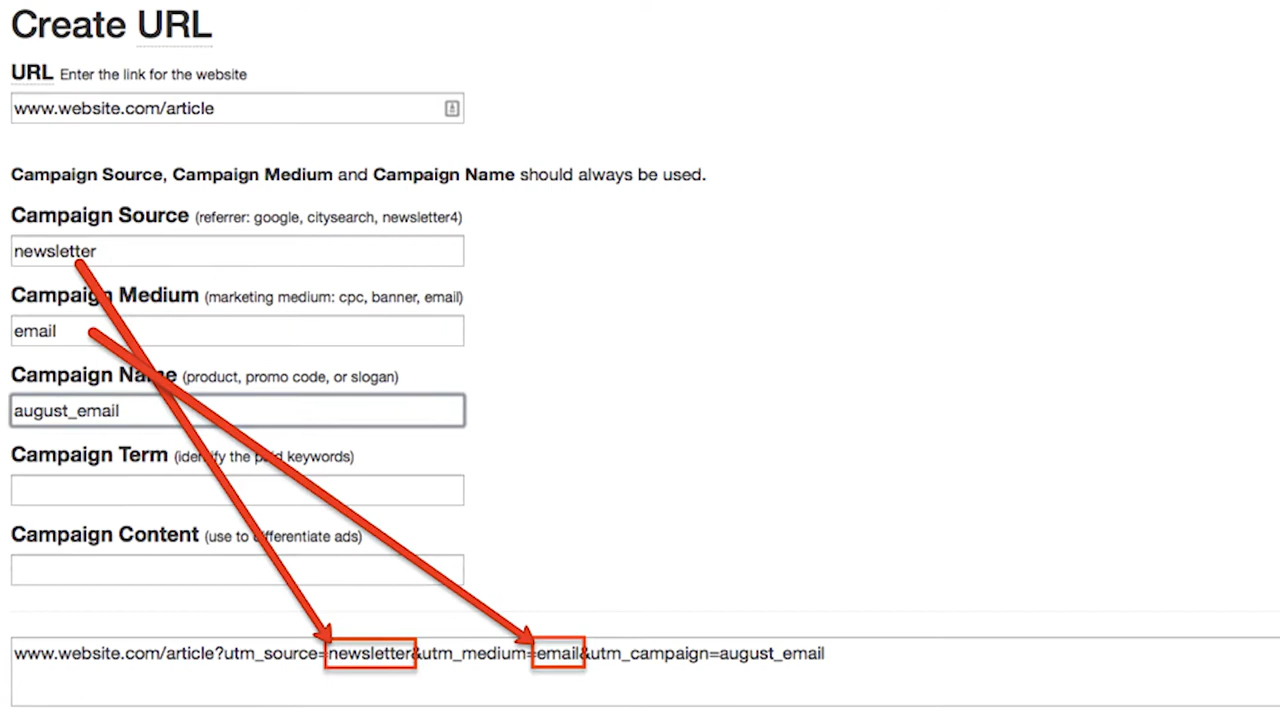 Create URL
URL Enter the link for the website
www.website.com/article
Campaign Source, Campaign Medium and Campaign Name should always be used.
Campaign Source (referrer: google, citysearch, newsletter4)
newsletter
Campaign Medium (marketing medium: cpc, banner, email)
email
Campaign Name (product, promo code, or slogan)
august_email
Campaign Term (identify the paid keywords)
Campaign Content (use to differentiate ads)
www.website.com/article?utm_source=newsletter&utm_medium=email&utm_campaign=august_email